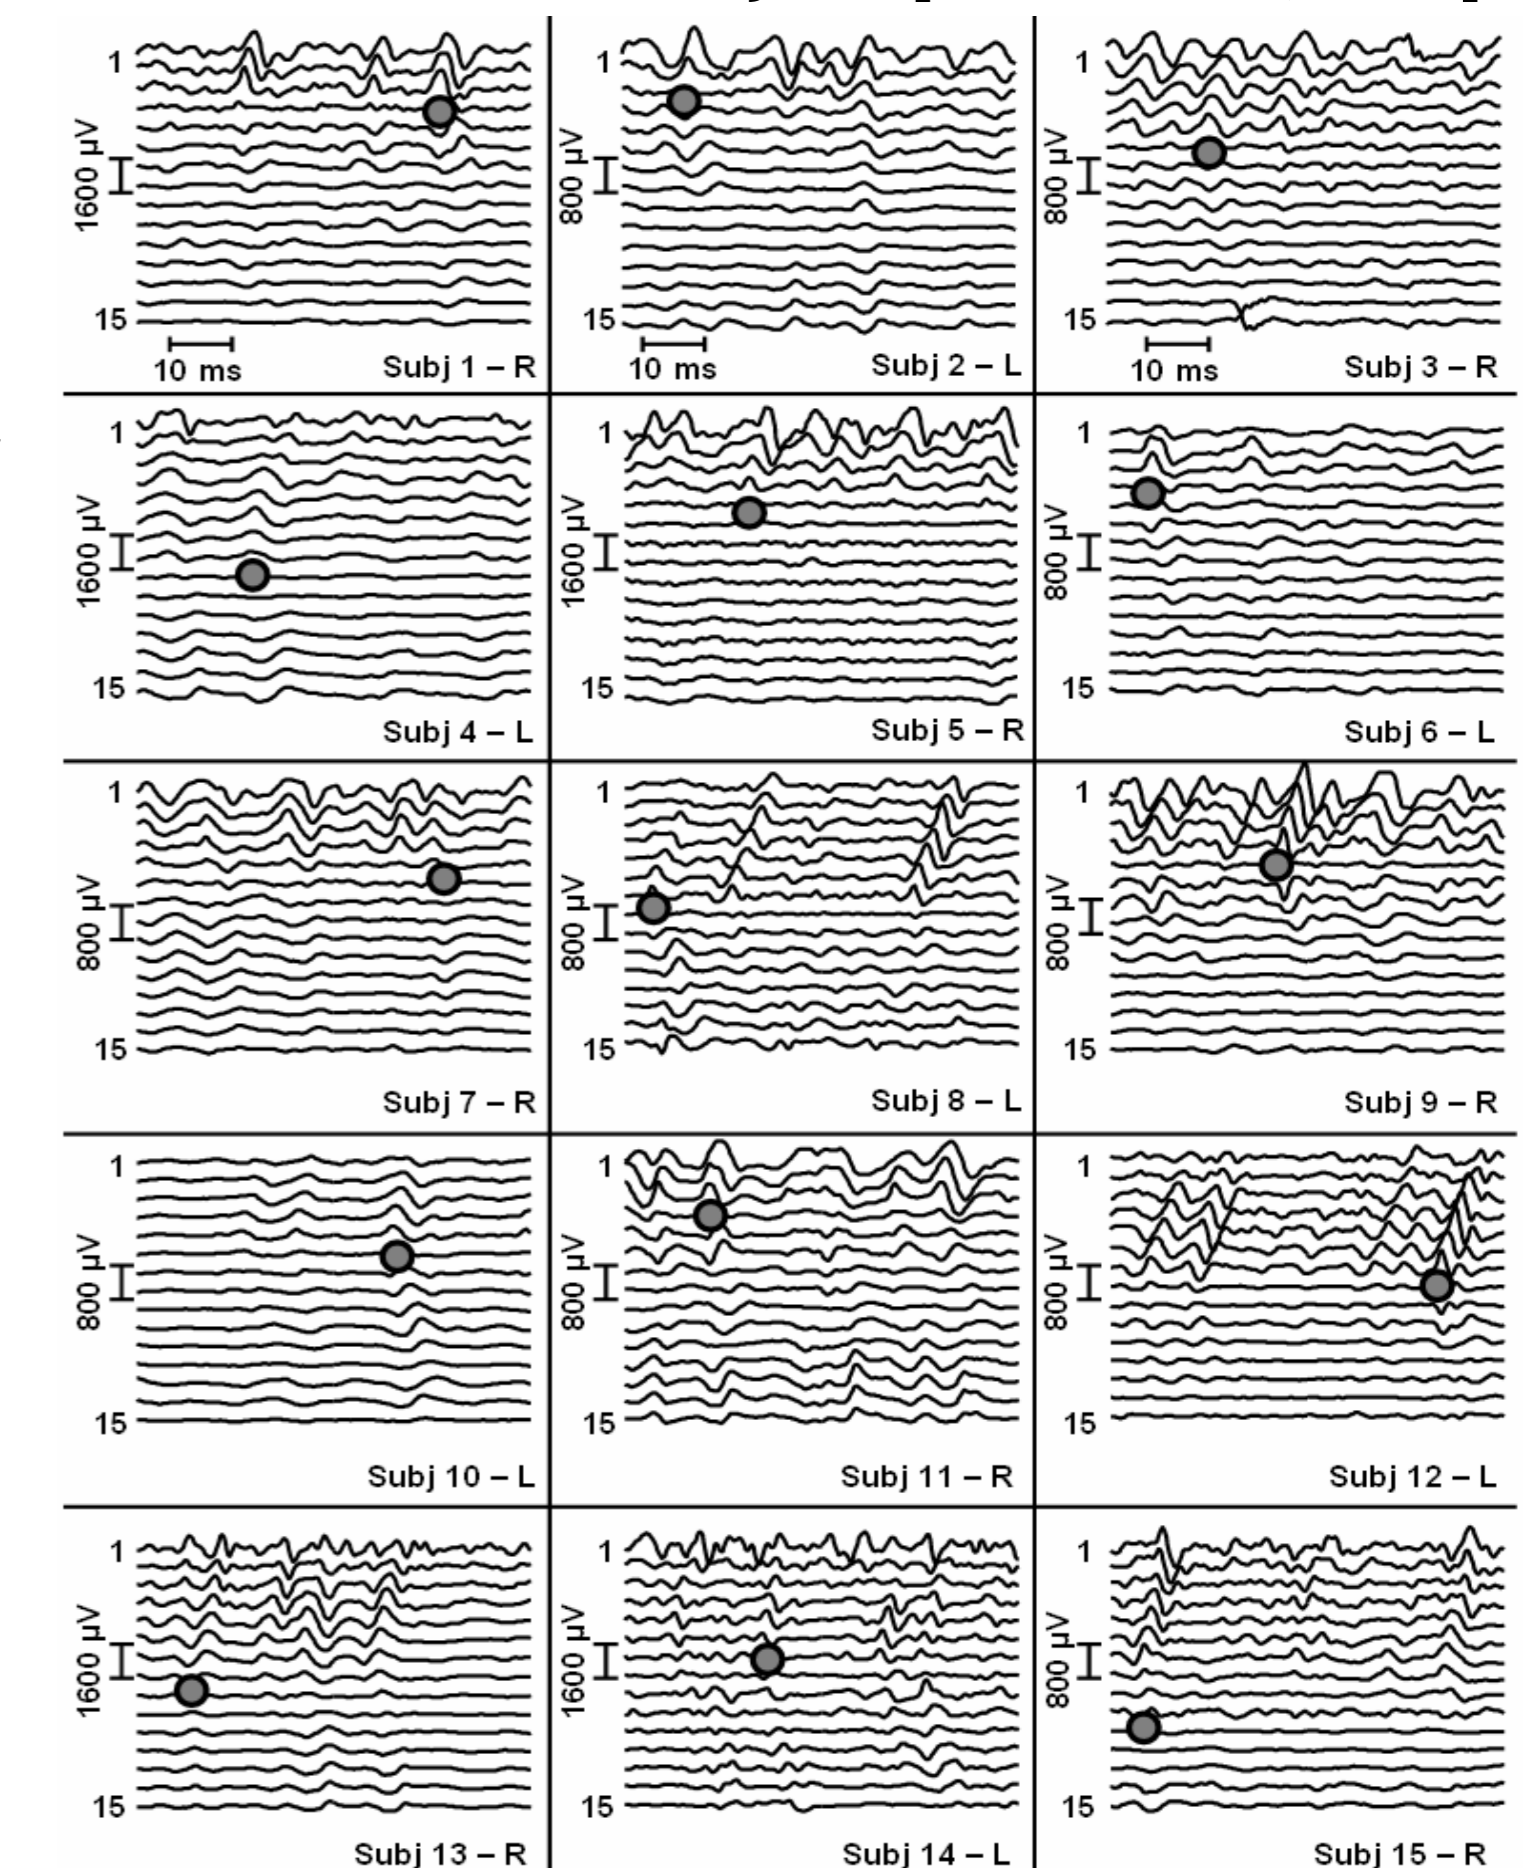 1 1 1
1600 µV 800 µV 800 µV
15 15 15
10 ms 10 ms 10 ms
Subj 1 – R Subj 2 – L Subj 3 – R
1 1 1
1600 µV 1600 µV 800 µV
15 15 15
Subj 4 – L Subj 5 – R Subj 6 – L
1 1 1
800 µV 800 µV 800 µV
15 15 15
Subj 7 – R Subj 8 – L Subj 9 – R
1 1 1
800 µV 800 µV 800 µV
15 15 15
Subj 10 – L Subj 11 – R Subj 12 – L
1 1 1
1600 µV 1600 µV 800 µV
15 15 15
Subj 13 – R Subj 14 – L Subj 15 – R